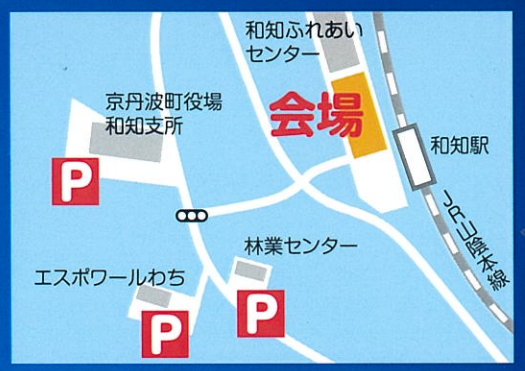 和知ふれあい
センター
京丹波町役場
和知支所
会場
和知駅
P
JR山陰本線
林業センター
エスポワールわち
P
P